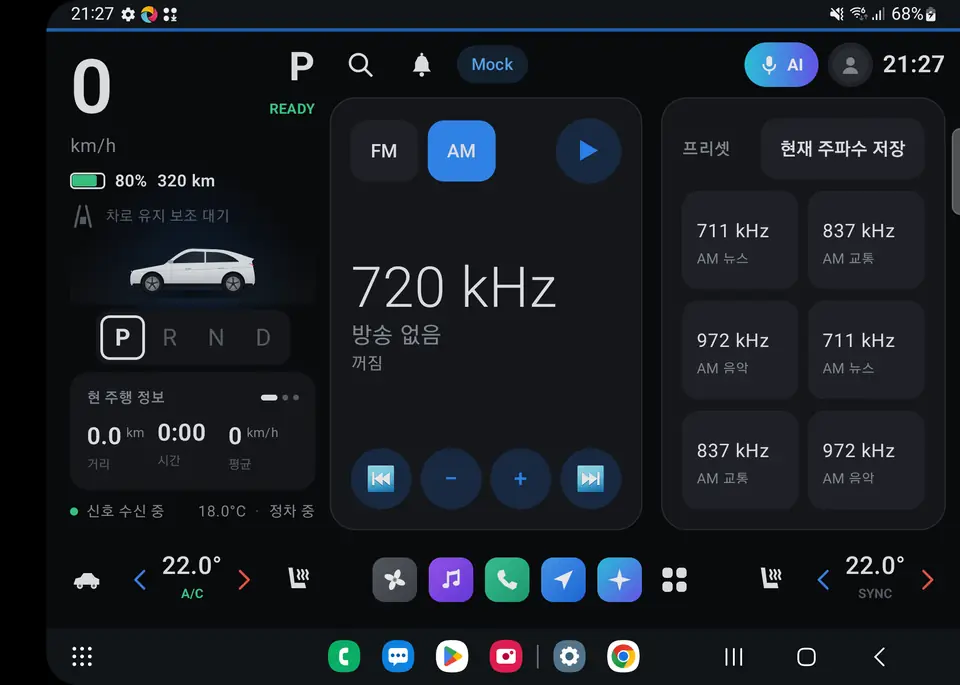 21:27
68%
0
P
READY
km/h
80% 320 km
차로 유지 보조 대기
P R N D
현 주행 정보
0.0 km 0:00 0 km/h
거리 시간 평균
신호 수신 중 18.0°C · 정차 중
Mock
AI
21:27
FM AM
720 kHz
방송 없음
꺼짐
프리셋 현재 주파수 저장
711 kHz
AM 뉴스
837 kHz
AM 교통
972 kHz
AM 음악
711 kHz
AM 뉴스
837 kHz
AM 교통
972 kHz
AM 음악
22.0°
A/C
22.0°
SYNC